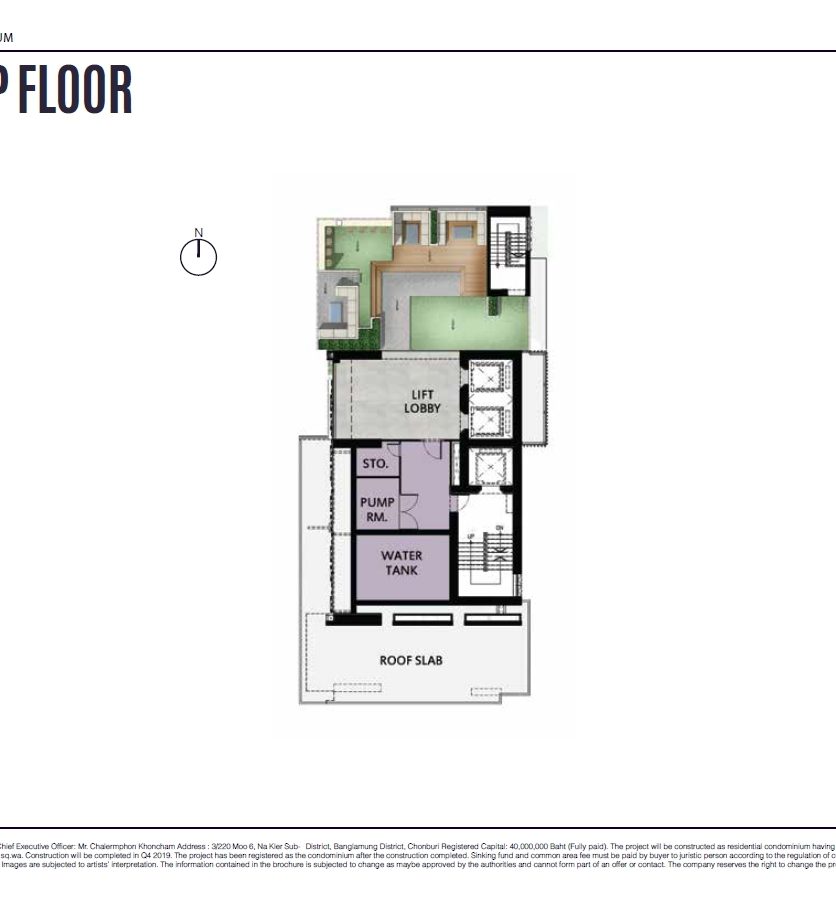 UM
P FLOOR
N
LIFT
LOBBY
STO.
PUMP
RM.
WATER
TANK
UP
DN
ROOF SLAB
Chief Executive Officer: Mr. Chalermphon Khoncham Address : 3/220 Moo 6, Na Kler Sub- District, Banglamung District, Chonburi Registered Capital: 40,000,000 Baht (Fully paid). The project will be constructed as residential condominium having
sq.wa. Construction will be completed in Q4 2019. The project has been registered as the condominium after the construction completed. Sinking fund and common area fee must be paid by buyer to juristic person according to the regulation of c
Images are subjected to artists' interpretation. The information contained in the brochure is subjected to change as maybe approved by the authorities and cannot form part of an offer or contact. The company reserves the right to change the pr